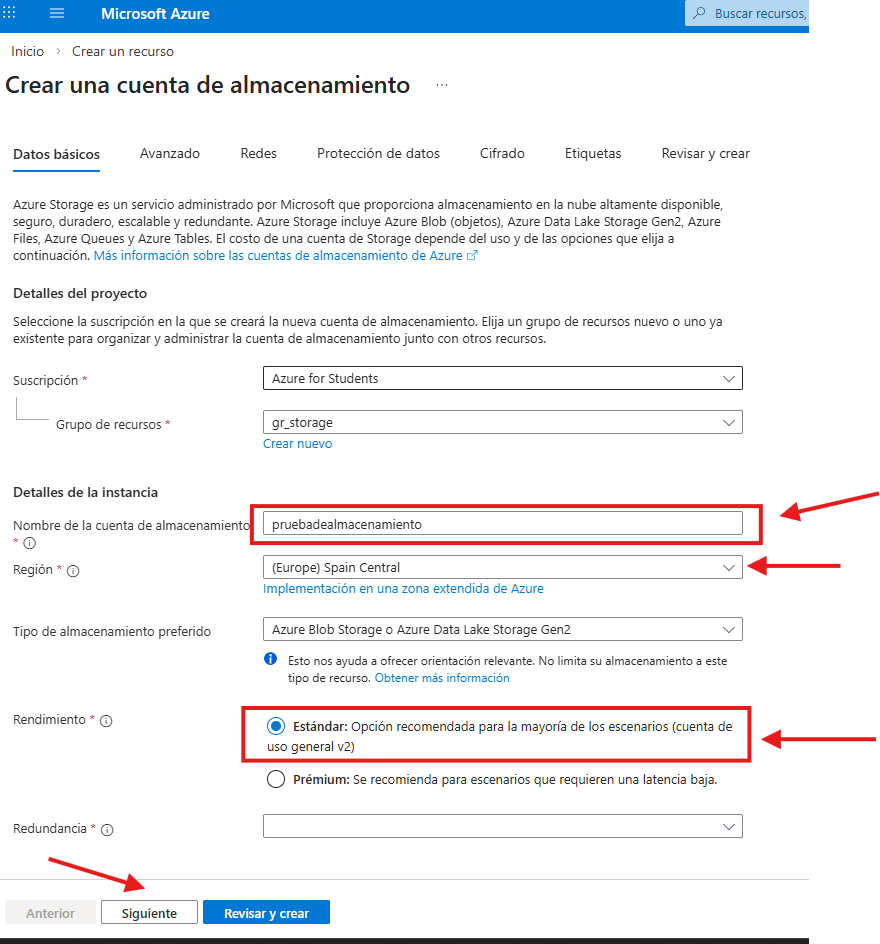 Microsoft Azure
Buscar recursos,
Inicio > Crear un recurso
Crear una cuenta de almacenamiento ...
Datos básicos Avanzado Redes Protección de datos Cifrado Etiquetas Revisar y crear
Azure Storage es un servicio administrado por Microsoft que proporciona almacenamiento en la nube altamente disponible,
seguro, duradero, escalable y redundante. Azure Storage incluye Azure Blob (objetos), Azure Data Lake Storage Gen2, Azure
Files, Azure Queues y Azure Tables. El costo de una cuenta de Storage depende del uso y de las opciones que elija a
continuación. Más información sobre las cuentas de almacenamiento de Azure
Detalles del proyecto
Seleccione la suscripción en la que se creará la nueva cuenta de almacenamiento. Elija un grupo de recursos nuevo o uno ya
existente para organizar y administrar la cuenta de almacenamiento junto con otros recursos.
Suscripción *
Azure for Students
Grupo de recursos *
gr_storage
Crear nuevo
Detalles de la instancia
Nombre de la cuenta de almacenamiento
*
pruebadealmacenamiento
Región *
(Europe) Spain Central
Implementación en una zona extendida de Azure
Tipo de almacenamiento preferido
Azure Blob Storage o Azure Data Lake Storage Gen2
Esto nos ayuda a ofrecer orientación relevante. No limita su almacenamiento a este
tipo de recurso. Obtener más información
Rendimiento *
Estándar: Opción recomendada para la mayoría de los escenarios (cuenta de
uso general v2)
Prémium: Se recomienda para escenarios que requieren una latencia baja.
Redundancia *
Anterior
Siguiente
Revisar y crear